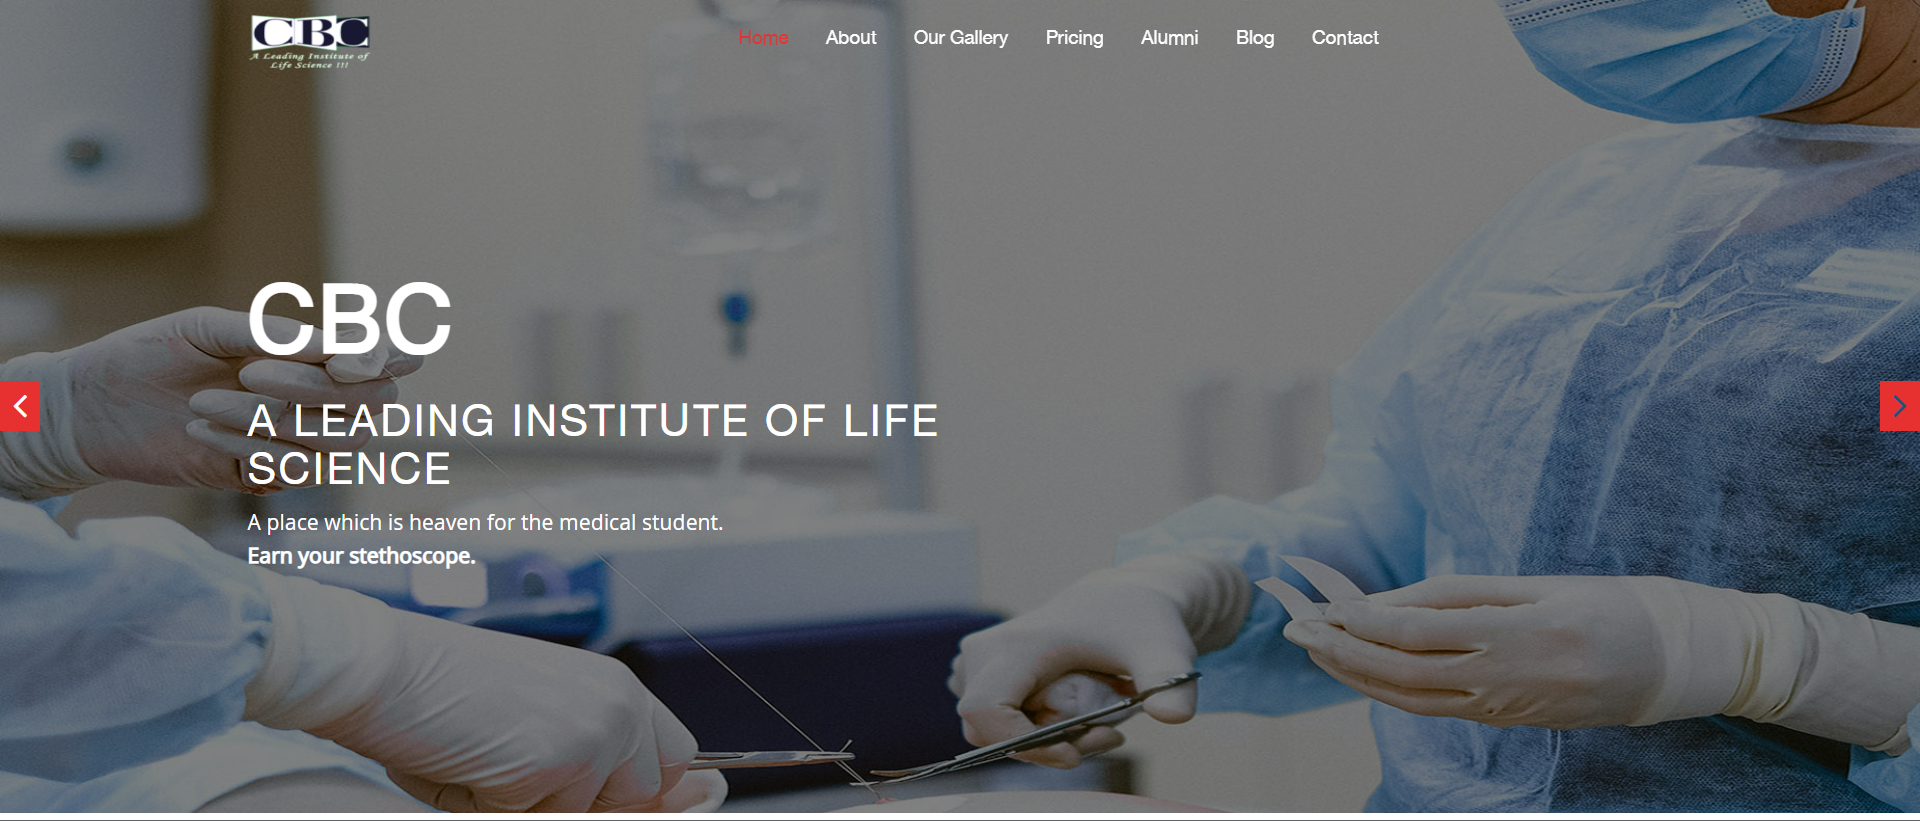 CBC
A Leading Institute of
Life Science !!!
Home About Our Gallery Pricing Alumni Blog Contact
CBC
A LEADING INSTITUTE OF LIFE
SCIENCE
A place which is heaven for the medical student.
Earn your stethoscope.